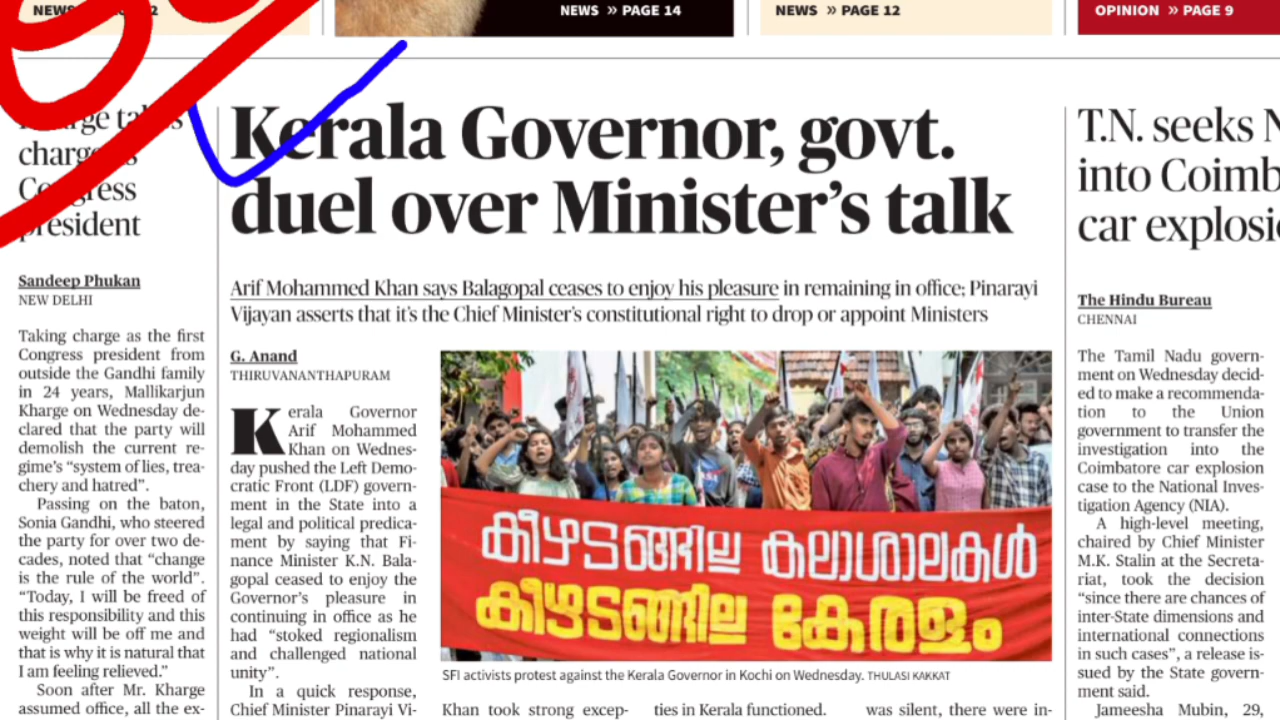 NEWS
NEWS » PAGE 14
NEWS » PAGE 12
OPINION » PAGE 9
president
Sandeep Phukan
NEW DELHI
Taking charge as the first
Congress president from
outside the Gandhi family
in 24 years, Mallikarjun
Kharge on Wednesday de-
clared that the party will
demolish the current re-
gime's “system of lies, trea-
chery and hatred”.
Passing on the baton,
Sonia Gandhi, who steered
the party for over two de-
cades, noted that “change
is the rule of the world”.
“Today, I will be freed of
this responsibility and this
weight will be off me and
that is why it is natural that
I am feeling relieved.”
Soon after Mr. Kharge
assumed office, all the ex-
Kerala Governor, govt.
duel over Minister’s talk
Arif Mohammed Khan says Balagopal ceases to enjoy his pleasure in remaining in office; Pinarayi
Vijayan asserts that it’s the Chief Minister’s constitutional right to drop or appoint Ministers
G. Anand
THIRUVANANTHAPURAM
Kerala Governor
Arif Mohammed
Khan on Wednes-
day pushed the Left Demo-
cratic Front (LDF) govern-
ment in the State into a
legal and political predica-
ment by saying that Fi-
nance Minister K.N. Bala-
gopal ceased to enjoy the
Governor’s pleasure in
continuing in office as he
had “stoked regionalism
and challenged national
unity”.
In a quick response,
Chief Minister Pinarayi Vi-
കീഴടങ്ങില്ല കലാശാലകൾ
കീഴടങ്ങില്ല കേരളം
SFI activists protest against the Kerala Governor in Kochi on Wednesday. THULASI KAKKAT
Khan took strong excep-
ties in Kerala functioned.
was silent, there were in-
T.N. seeks
into
car
The Hindu Bureau
CHENNAI
The Tamil Nadu govern-
ment on Wednesday decid-
ed to make a recommenda-
tion to the Union
government to transfer the
investigation into the
Coimbatore car explosion
case to the National Inves-
tigation Agency (NIA).
A high-level meeting,
chaired by Chief Minister
M.K. Stalin at the Secreta-
riat, took the decision
“since there are chances of
inter-State dimensions and
international connections
in such cases”, a release is-
sued by the State govern-
ment said.
Jameesha Mubin, 29,